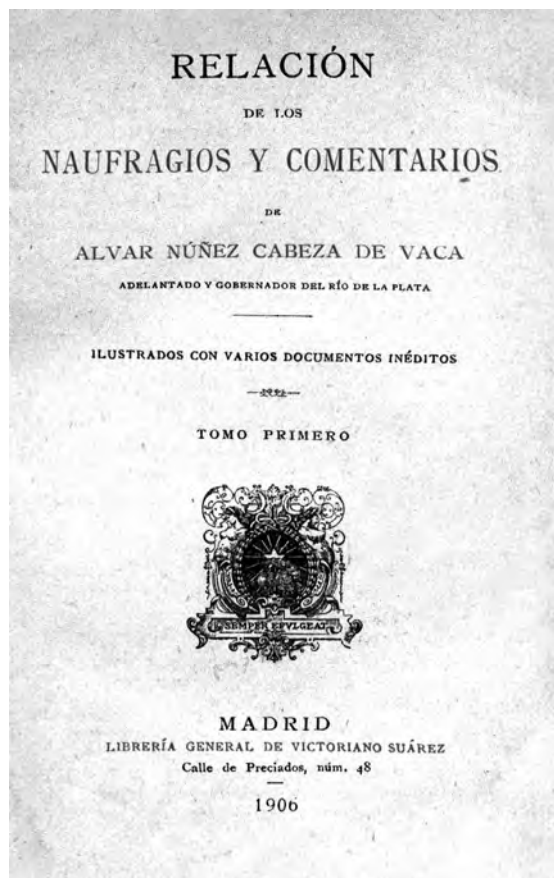 RELACIÓN
DE LOS
NAUFRAGIOS Y COMENTARIOS
DE
ALVAR NÚÑEZ CABEZA DE VACA
ADELANTADO Y GOBERNADOR DEL RÍO DE LA PLATA
ILUSTRADOS CON VARIOS DOCUMENTOS INÉDITOS
TOMO PRIMERO
SEMPER EFVLGEAT
MADRID
LIBRERÍA GENERAL DE VICTORIANO SUÁREZ
Calle de Preciados, núm. 48
1906